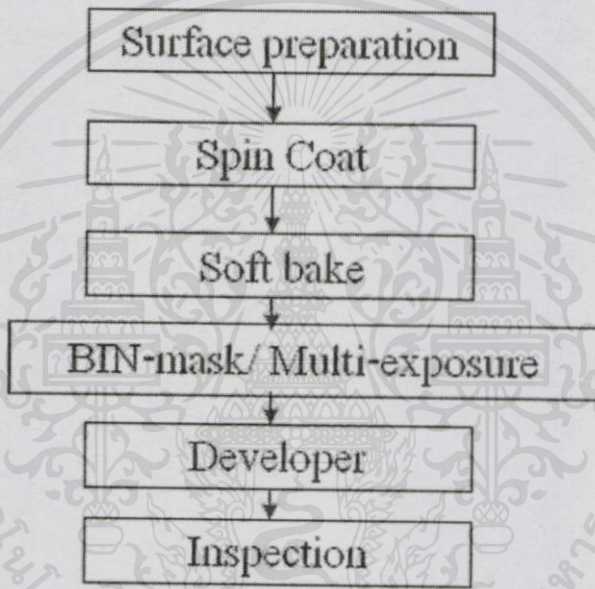 Surface preparation
Spin Coat
Soft bake
BIN-mask/ Multi-exposure
Developer
Inspection